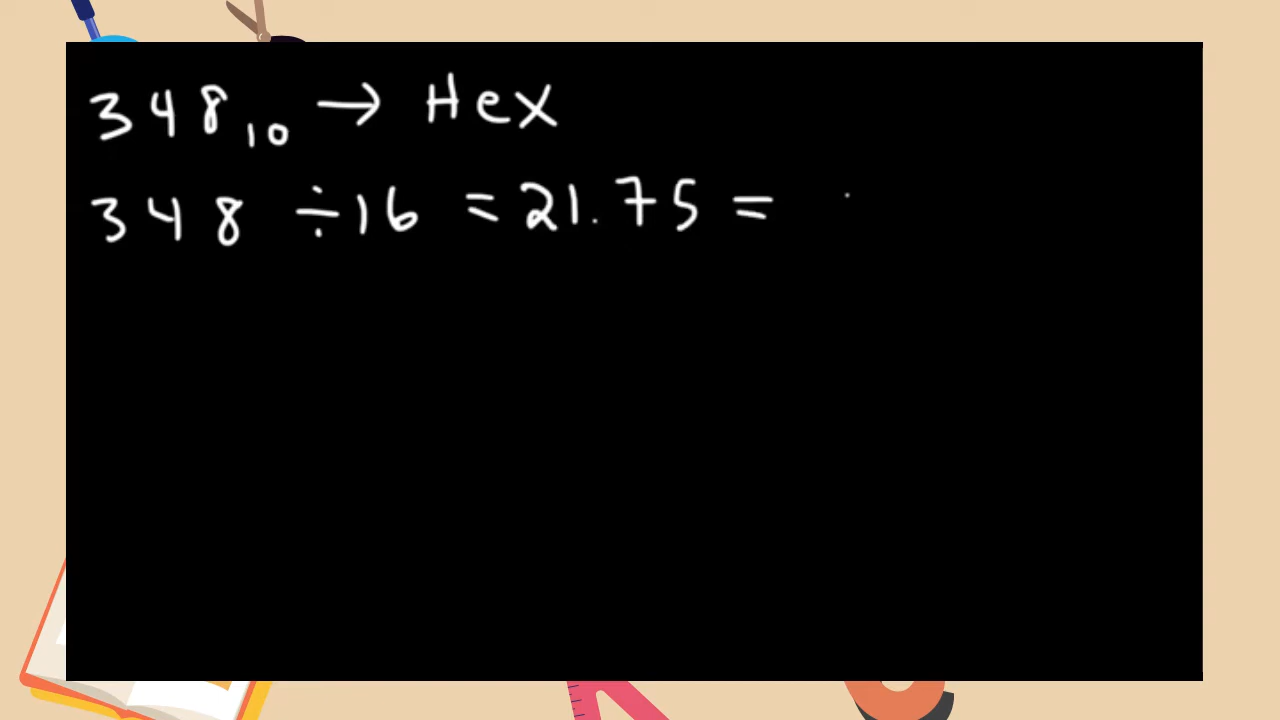 348₁₀ → Hex
348 ÷ 16 = 21.75 =